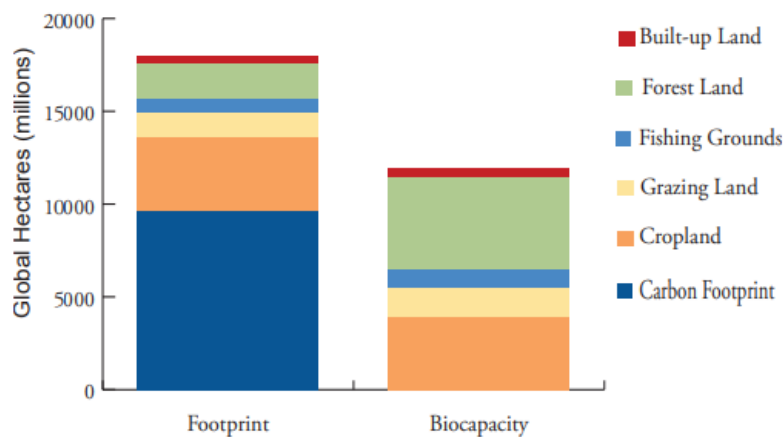 Global Hectares (millions)
20000
15000
10000
5000
0
Footprint
Biocapacity
Built-up Land
Forest Land
Fishing Grounds
Grazing Land
Cropland
Carbon Footprint